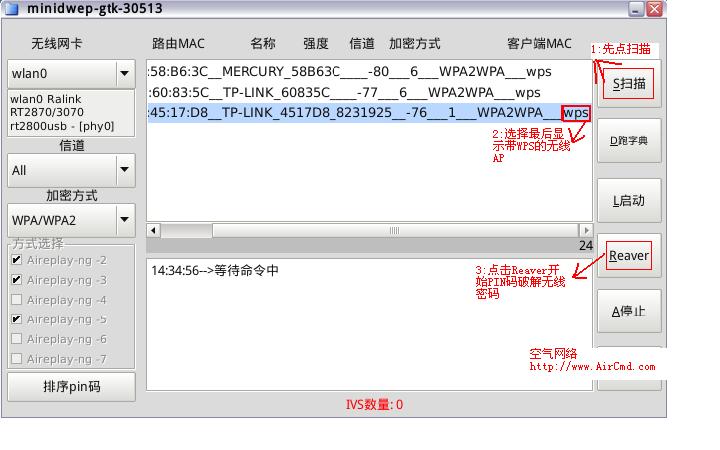 minidwep-gtk-30513
无线网卡
路由MAC 名称 强度 信道 加密方式 客户端MAC
1:先点扫描
wlan0
:58:B6:3C__MERCURY_58B63C____-80___6___WPA2WPA___wps
S扫描
wlan0 Ralink
RT2870/3070
rt2800usb - [phy0]
:60:83:5C__TP-LINK_60835C____-77___6___WPA2WPA___wps
:45:17:D8__TP-LINK_4517D8_8231925__-76___1___WPA2WPA___wps
2:选择最后显
示带WPS的无线
AP
D跑字典
信道
All
加密方式
WPA/WPA2
L启动
方式选择
24
Aireplay-ng -2
Aireplay-ng -3
Aireplay-ng -4
Aireplay-ng -5
Aireplay-ng -6
Aireplay-ng -7
14:34:56-->等待命令中
3:点击Reaver开
始PIN码破解无线
密码
Reaver
A停止
空气网络
http://www.AirCmd.com
排序pin码
IVS数量: 0